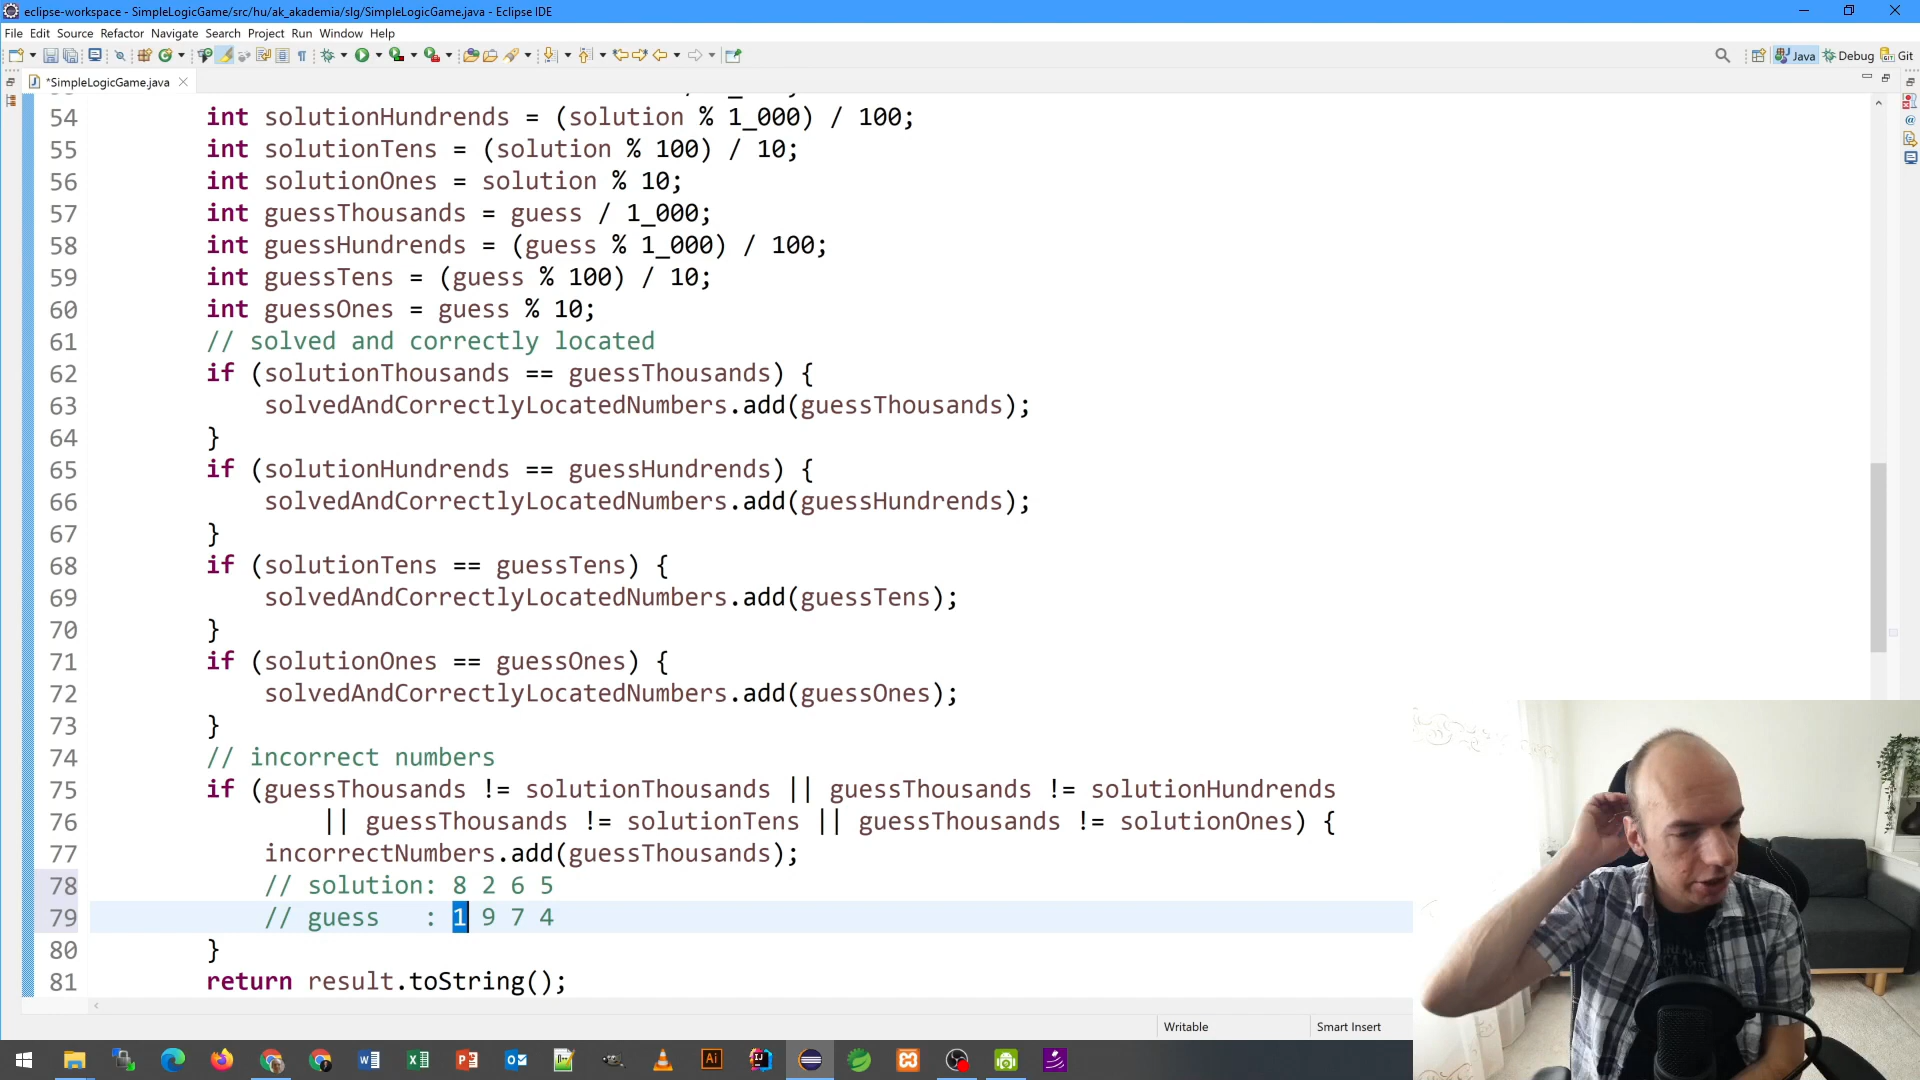 eclipse-workspace - SimpleLogicGame/src/hu/ak_akademia/slg/SimpleLogicGame.java - Eclipse IDE
File Edit Source Refactor Navigate Search Project Run Window Help
Java Debug Git
*SimpleLogicGame.java
54 int solutionHundrends = (solution % 1_000) / 100;
55 int solutionTens = (solution % 100) / 10;
56 int solutionOnes = solution % 10;
57 int guessThousands = guess / 1_000;
58 int guessHundrends = (guess % 1_000) / 100;
59 int guessTens = (guess % 100) / 10;
60 int guessOnes = guess % 10;
61 // solved and correctly located
62 if (solutionThousands == guessThousands) {
63 solvedAndCorrectlyLocatedNumbers.add(guessThousands);
64 }
65 if (solutionHundrends == guessHundrends) {
66 solvedAndCorrectlyLocatedNumbers.add(guessHundrends);
67 }
68 if (solutionTens == guessTens) {
69 solvedAndCorrectlyLocatedNumbers.add(guessTens);
70 }
71 if (solutionOnes == guessOnes) {
72 solvedAndCorrectlyLocatedNumbers.add(guessOnes);
73 }
74 // incorrect numbers
75 if (guessThousands != solutionThousands || guessThousands != solutionHundrends
76 || guessThousands != solutionTens || guessThousands != solutionOnes) {
77 incorrectNumbers.add(guessThousands);
78 // solution: 8 2 6 5
79 // guess : 1 9 7 4
80 }
81 return result.toString();
Writable Smart Insert